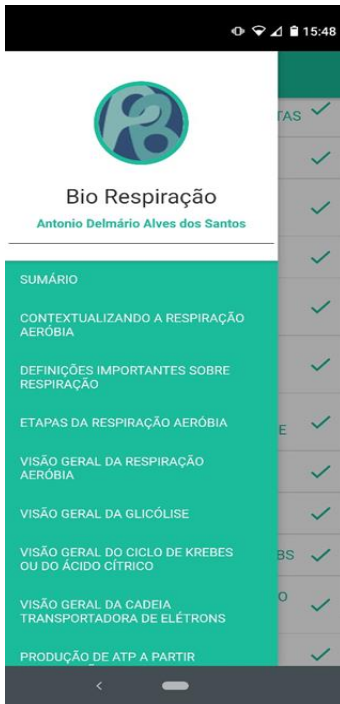 15:48
Bio Respiração
Antonio Delmário Alves dos Santos
SUMÁRIO
CONTEXTUALIZANDO A RESPIRAÇÃO
AERÓBIA
DEFINIÇÕES IMPORTANTES SOBRE
RESPIRAÇÃO
ETAPAS DA RESPIRAÇÃO AERÓBIA
VISÃO GERAL DA RESPIRAÇÃO
AERÓBIA
VISÃO GERAL DA GLICÓLISE
VISÃO GERAL DO CICLO DE KREBES
OU DO ÁCIDO CÍTRICO
VISÃO GERAL DA CADEIA
TRANSPORTADORA DE ELÉTRONS
PRODUÇÃO DE ATP A PARTIR
TAS
E
BS
O